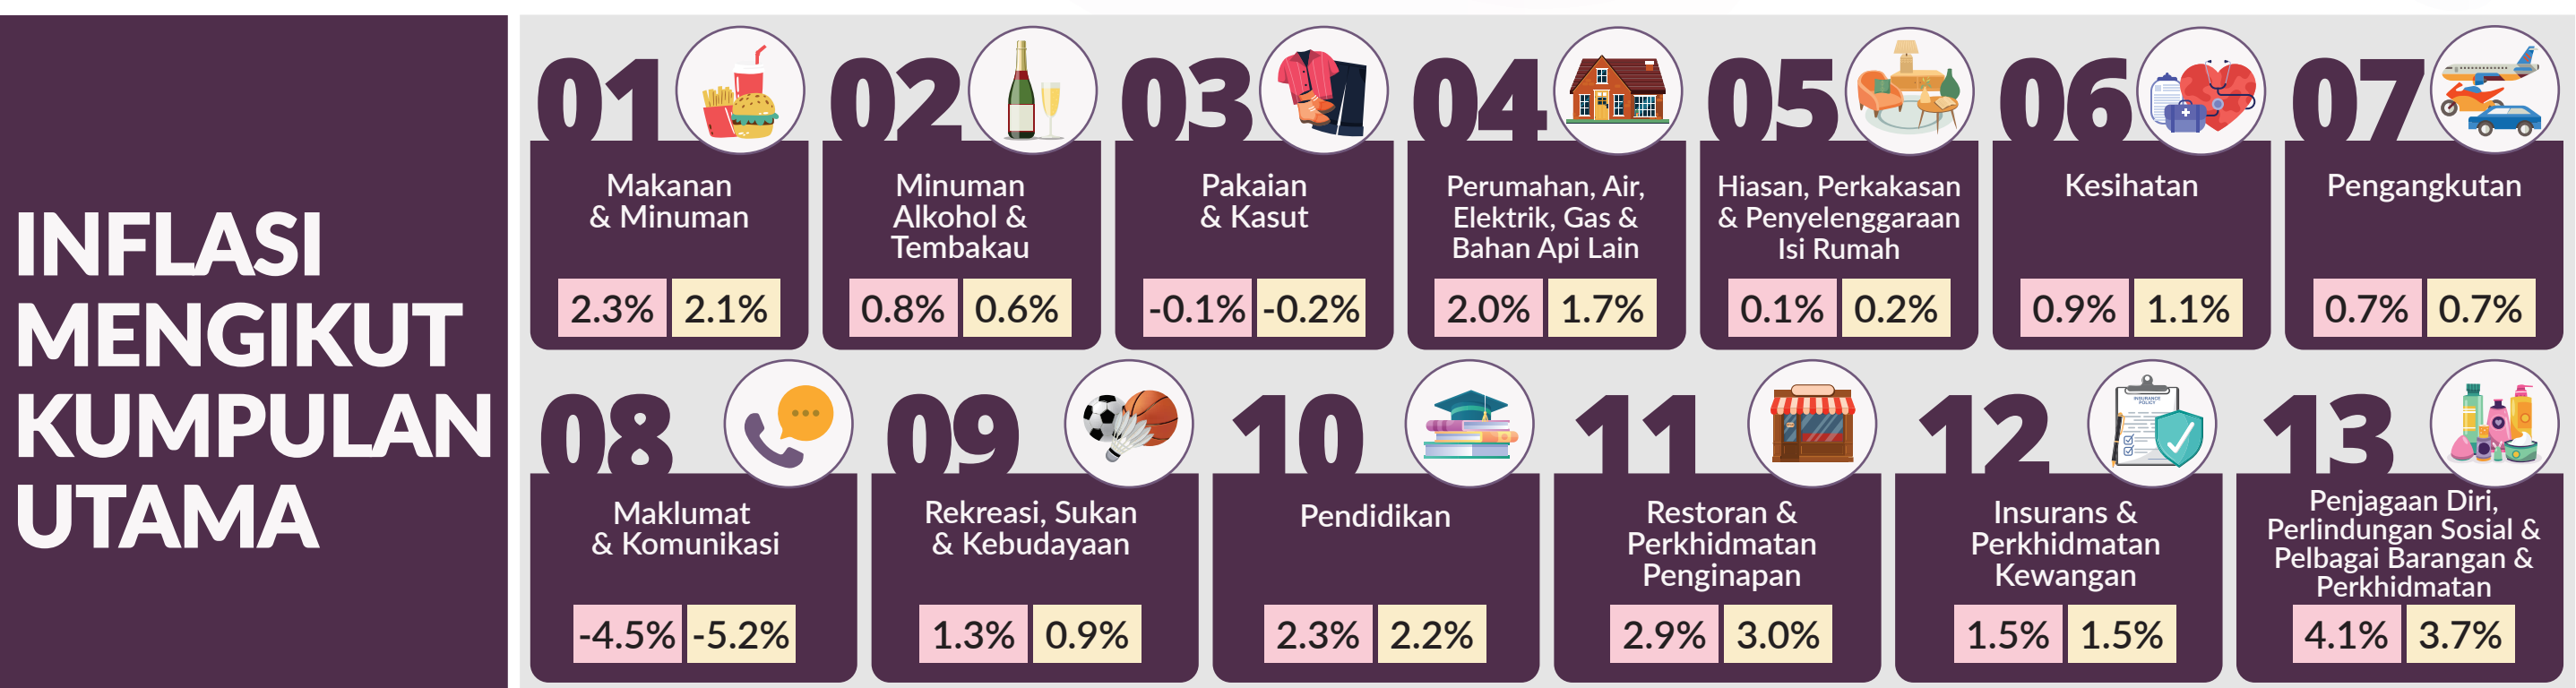 INFLASI
MENGIKUT
KUMPULAN
UTAMA
01
Makanan
& Minuman
2.3% 2.1%
02
Minuman
Alkohol &
Tembakau
0.8% 0.6%
03
Pakaian
& Kasut
-0.1% -0.2%
04
Perumahan, Air,
Elektrik, Gas &
Bahan Api Lain
2.0% 1.7%
05
Hiasan, Perkakasan
& Penyelenggaraan
Isi Rumah
0.1% 0.2%
06
Kesihatan
0.9% 1.1%
07
Pengangkutan
0.7% 0.7%
08
Maklumat
& Komunikasi
-4.5% -5.2%
09
Rekreasi, Sukan
& Kebudayaan
1.3% 0.9%
10
Pendidikan
2.3% 2.2%
11
Restoran &
Perkhidmatan
Penginapan
2.9% 3.0%
12
INSURANCE
POLICY
Insurans &
Perkhidmatan
Kewangan
1.5% 1.5%
13
Penjagaan Diri,
Perlindungan Sosial &
Pelbagai Barangan &
Perkhidmatan
4.1% 3.7%